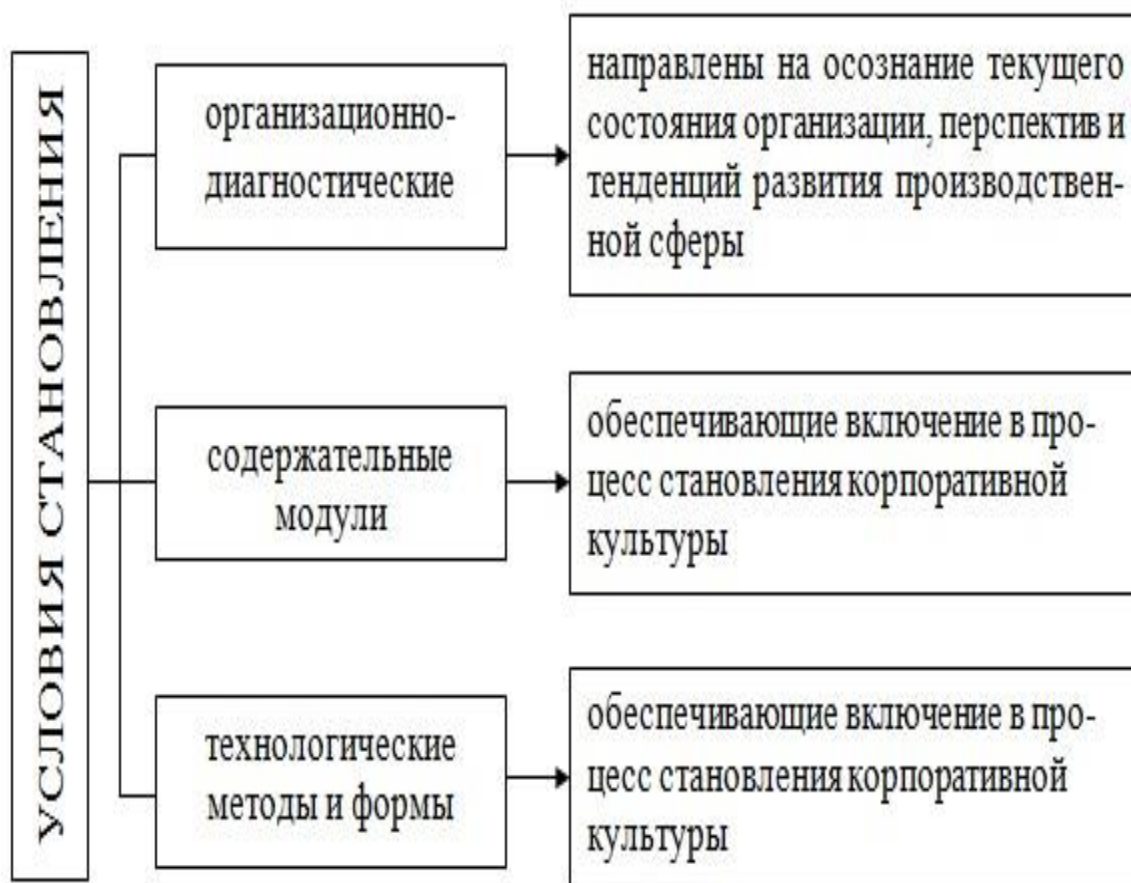 УСЛОВИЯ СТАНОВЛЕНИЯ
организационно-
диагностические
направлены на осознание текущего
состояния организации, перспектив и
тенденций развития производствен-
ной сферы
содержательные
модули
обеспечивающие включение в про-
цесс становления корпоративной
культуры
технологические
методы и формы
обеспечивающие включение в про-
цесс становления корпоративной
культуры